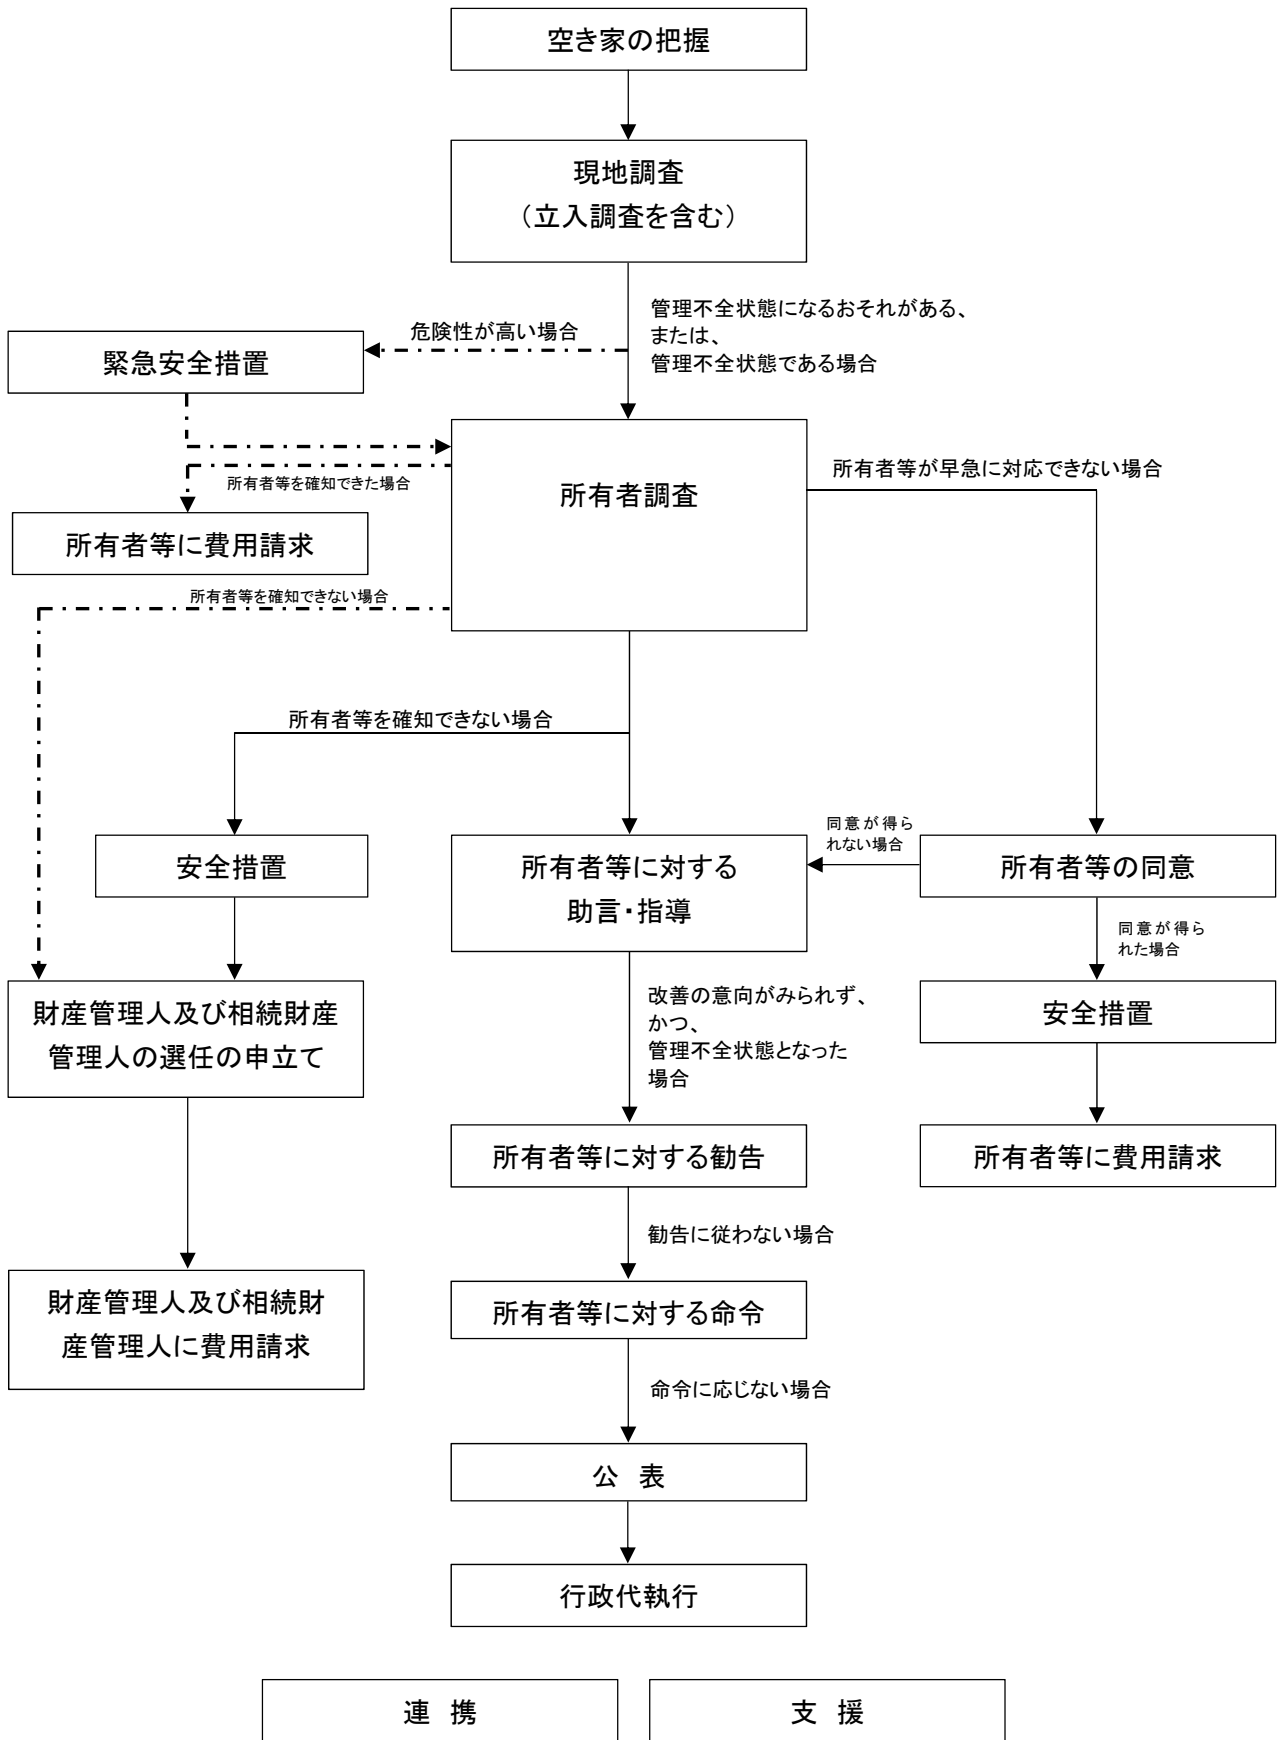 空き家の把握
現地調査
（立入調査を含む）
管理不全状態になるおそれがある、
または、
管理不全状態である場合
危険性が高い場合
緊急安全措置
所有者調査
所有者等が早急に対応できない場合
所有者等を確知できた場合
所有者等に費用請求
所有者等を確知できない場合
所有者等を確知できない場合
安全措置
所有者等に対する
助言・指導
同意が得ら
れない場合
所有者等の同意
同意が得ら
れた場合
財産管理人及び相続財産
管理人の選任の申立て
改善の意向がみられず、
かつ、
管理不全状態となった
場合
安全措置
所有者等に対する勧告
所有者等に費用請求
勧告に従わない場合
財産管理人及び相続財
産管理人に費用請求
所有者等に対する命令
命令に応じない場合
公 表
行政代執行
連 携
支 援